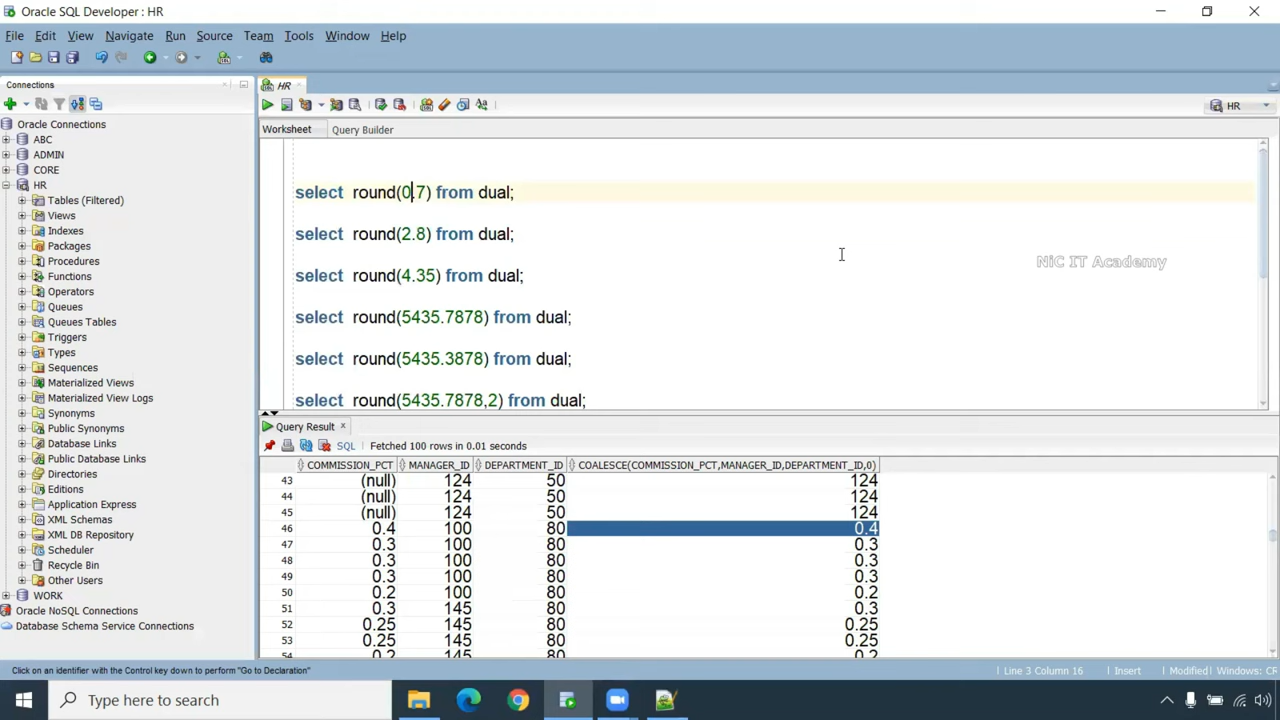 Oracle SQL Developer : HR
File Edit View Navigate Run Source Team Tools Window Help
Connections
HR
HR
Oracle Connections
ABC
ADMIN
CORE
HR
Tables (Filtered)
Views
Indexes
Packages
Procedures
Functions
Operators
Queues
Queues Tables
Triggers
Types
Sequences
Materialized Views
Materialized View Logs
Synonyms
Public Synonyms
Database Links
Public Database Links
Directories
Editions
Application Express
XML Schemas
XML DB Repository
Scheduler
Recycle Bin
Other Users
WORK
Oracle NoSQL Connections
Database Schema Service Connections
Worksheet Query Builder
select round(0.7) from dual;
select round(2.8) from dual;
select round(4.35) from dual;
select round(5435.7878) from dual;
select round(5435.3878) from dual;
select round(5435.7878,2) from dual;
NiC IT Academy
Query Result
SQL Fetched 100 rows in 0.01 seconds
COMMISSION_PCT MANAGER_ID DEPARTMENT_ID COALESCE(COMMISSION_PCT,MANAGER_ID,DEPARTMENT_ID,0)
43 (null) 124 50 124
44 (null) 124 50 124
45 (null) 124 50 124
46 0.4 100 80 0.4
47 0.3 100 80 0.3
48 0.3 100 80 0.3
49 0.3 100 80 0.3
50 0.2 100 80 0.2
51 0.3 145 80 0.3
52 0.25 145 80 0.25
53 0.25 145 80 0.25
54 0.2 145 80 0.2
Click on an identifier with the Control key down to perform "Go to Declaration"
Line 3 Column 16 Insert Modified Windows: CR
Type here to search